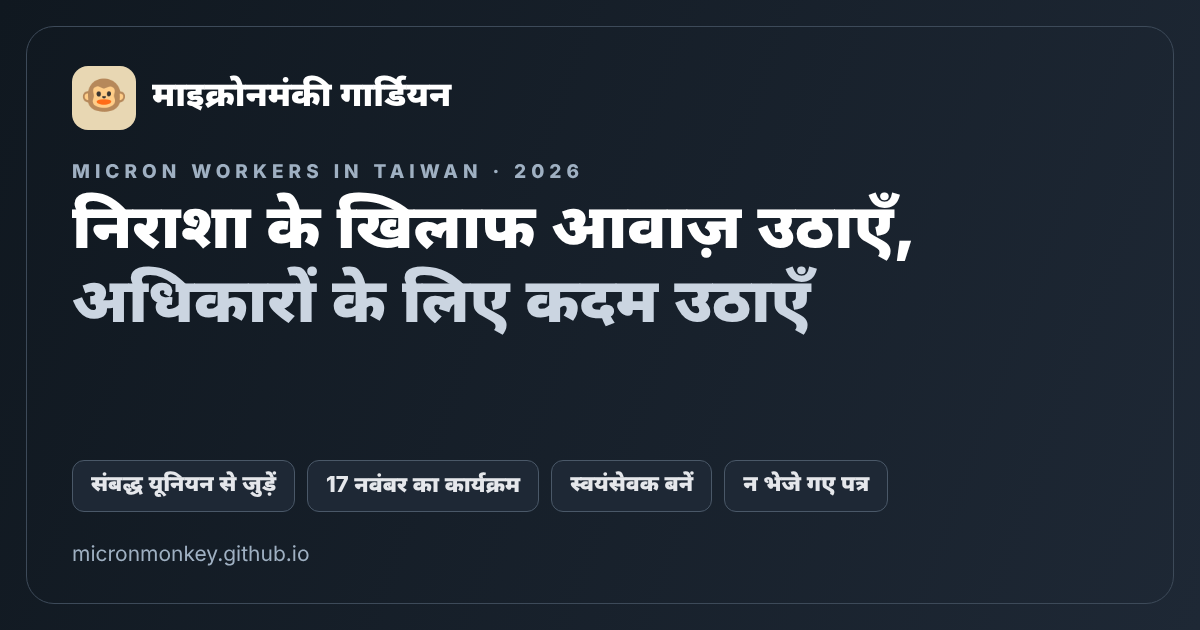 माइक्रोनमंकी गार्डियन
MICRON WORKERS IN TAIWAN · 2026
निराशा के खिलाफ आवाज़ उठाएँ,
अधिकारों के लिए कदम उठाएँ
संबद्ध यूनियन से जुड़ें
17 नवंबर का कार्यक्रम
स्वयंसेवक बनें
न भेजे गए पत्र
micronmonkey.github.io